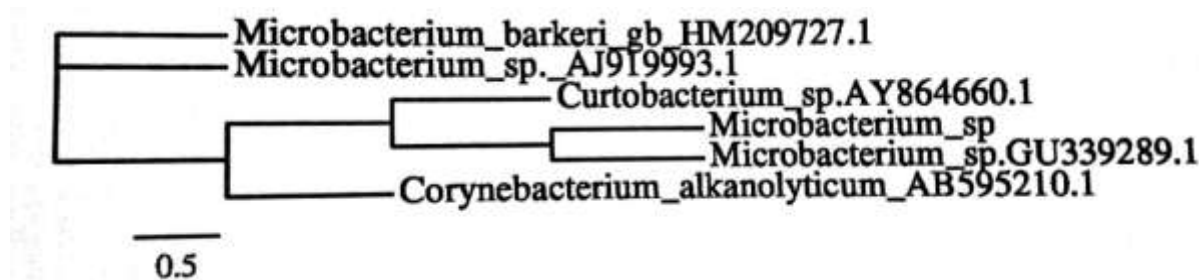 Microbacterium_barkeri_gb_HM209727.1
Microbacterium_sp._AJ919993.1
Curtobacterium_sp.AY864660.1
Microbacterium_sp
Microbacterium_sp.GU339289.1
Corynebacterium_alkanolyticum_AB595210.1
0.5